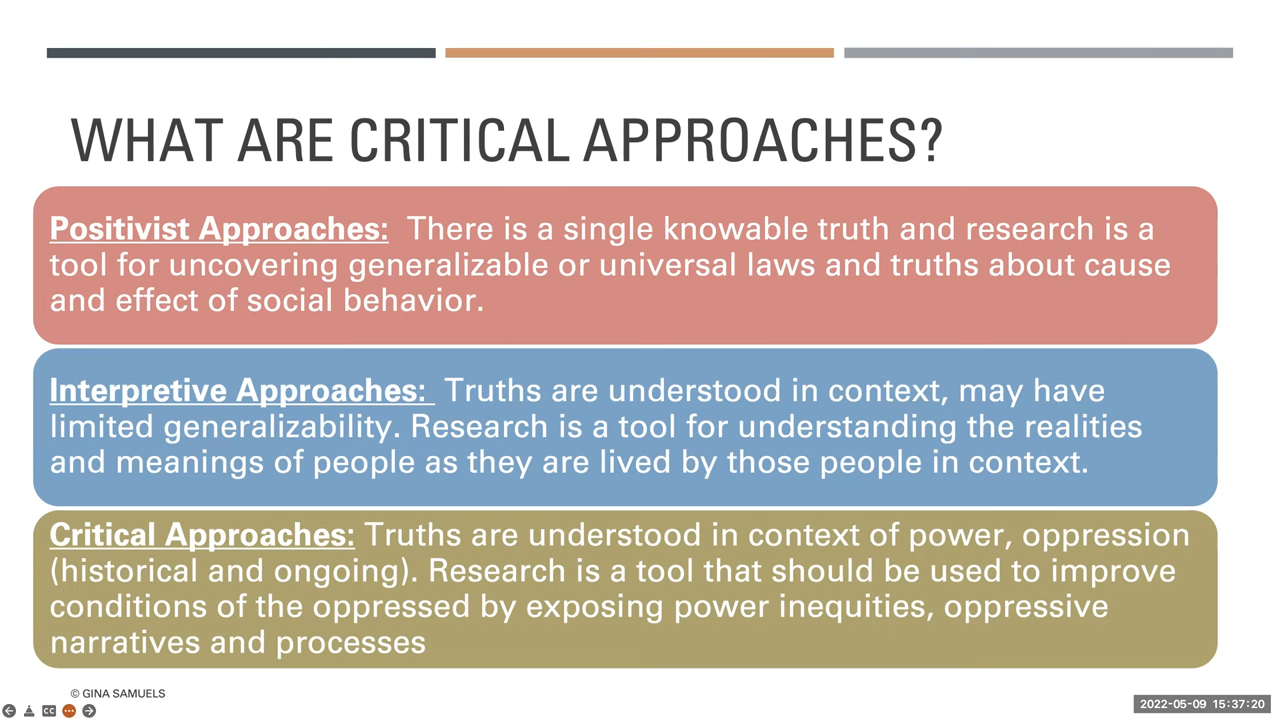 WHAT ARE CRITICAL APPROACHES?
Positivist Approaches: There is a single knowable truth and research is a
tool for uncovering generalizable or universal laws and truths about cause
and effect of social behavior.
Interpretive Approaches: Truths are understood in context, may have
limited generalizability. Research is a tool for understanding the realities
and meanings of people as they are lived by those people in context.
Critical Approaches: Truths are understood in context of power, oppression
(historical and ongoing). Research is a tool that should be used to improve
conditions of the oppressed by exposing power inequities, oppressive
narratives and processes
© GINA SAMUELS
CC
2022-05-09 15:37:20